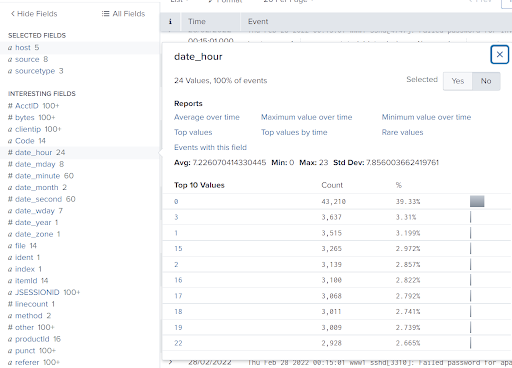 Hide Fields
All Fields
i Time Event
SELECTED FIELDS
a host 5
a source 8
a sourcetype 3
INTERESTING FIELDS
# AcctID 100+
# bytes 100+
a clientip 100+
a Code 14
# date_hour 24
# date_mday 8
# date_minute 60
a date_month 2
# date_second 60
a date_wday 7
# date_year 1
a date_zone 1
a file 14
a ident 1
a index 1
a itemId 14
a JSESSIONID 100+
# linecount 1
a method 2
# other 100+
a productId 16
a punct 100+
a referer 100+
date_hour
24 Values, 100% of events
Selected Yes No
Reports
Average over time Maximum value over time Minimum value over time
Top values Top values by time Rare values
Events with this field
Avg: 7.226070414330445 Min: 0 Max: 23 Std Dev: 7.856003662419761
Top 10 Values Count %
0 43,210 39.33%
3 3,637 3.31%
1 3,515 3.199%
15 3,265 2.972%
2 3,139 2.857%
16 3,100 2.822%
17 3,068 2.792%
18 3,011 2.741%
19 3,009 2.739%
22 2,928 2.665%
28/02/2022 Thu Feb 28 2022 00:15:01 www1 sshd[3310]: Failed password for apa